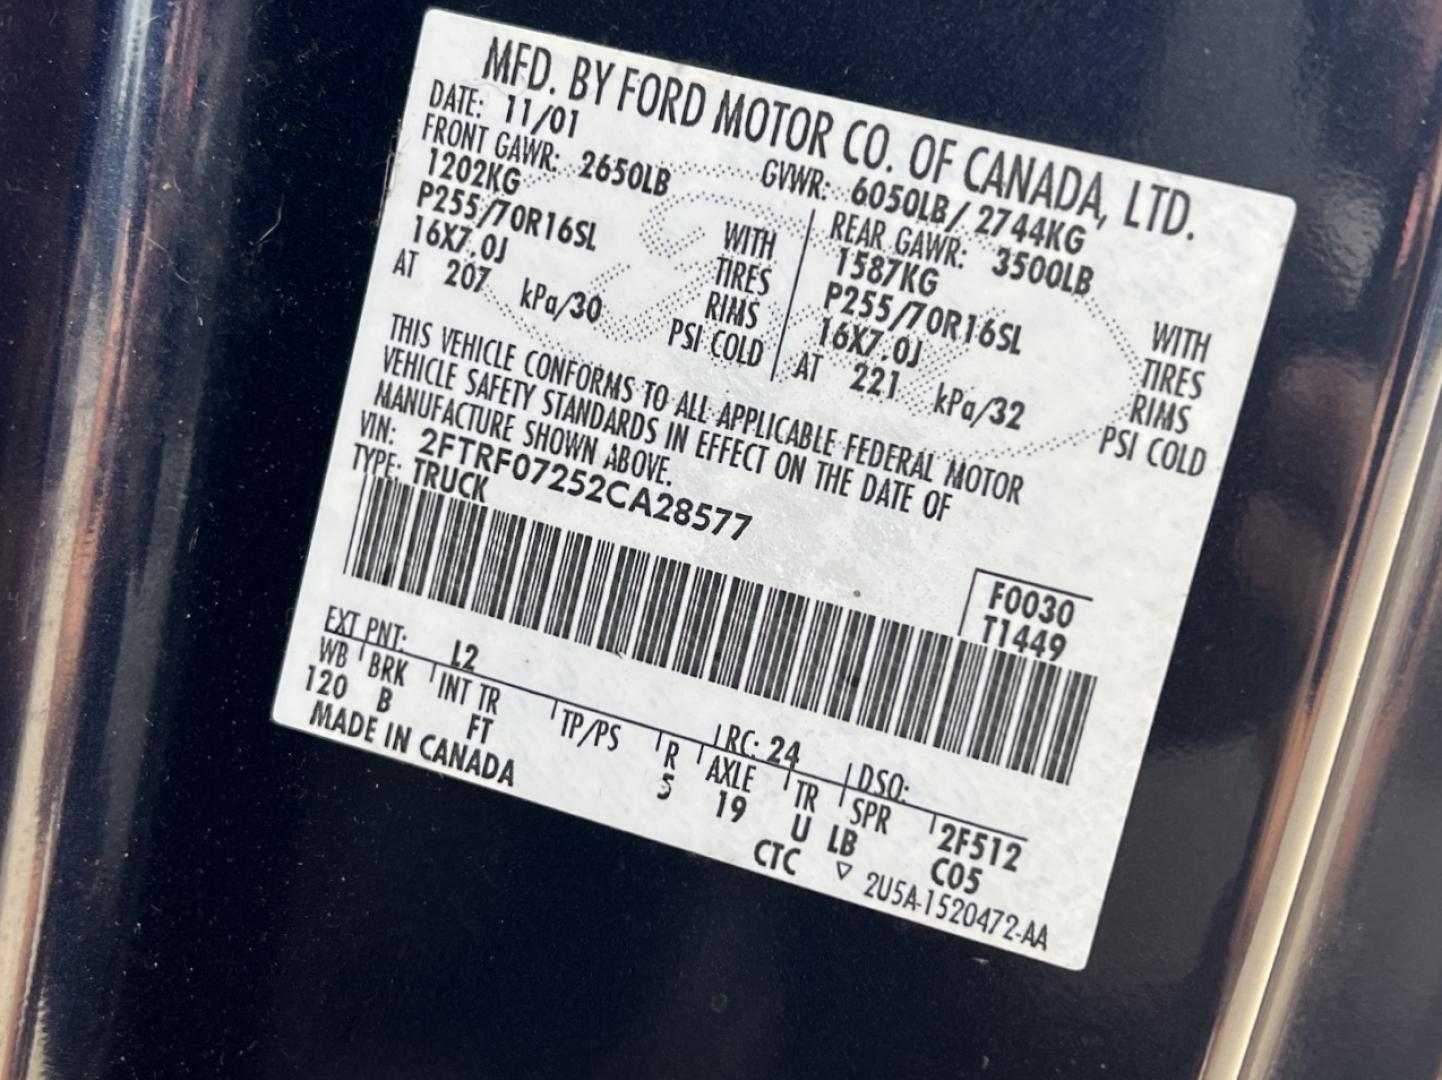 MFD. BY FORD MOTOR CO. OF CANADA, LTD.
DATE: 11/01 GVWR: 6050LB / 2744KG
FRONT GAWR: 2650LB REAR GAWR: 3500LB
1202KG WITH 1587KG WITH
P255/70R16SL TIRES P255/70R16SL TIRES
16X7.0J RIMS 16X7.0J RIMS
AT 207 kPa/30 PSI COLD AT 221 kPa/32 PSI COLD
THIS VEHICLE CONFORMS TO ALL APPLICABLE FEDERAL MOTOR
VEHICLE SAFETY STANDARDS IN EFFECT ON THE DATE OF
MANUFACTURE SHOWN ABOVE.
VIN: 2FTRF07252CA28577
TYPE: TRUCK
F0030
T1449
EXT PNT: L2 RC: 24 DSO:
WB BRK INT TR TP/PS R AXLE TR SPR 2F512
120 B FT 5 19 U LB C05
MADE IN CANADA CTC ▽ 2U5A-1520472-AA